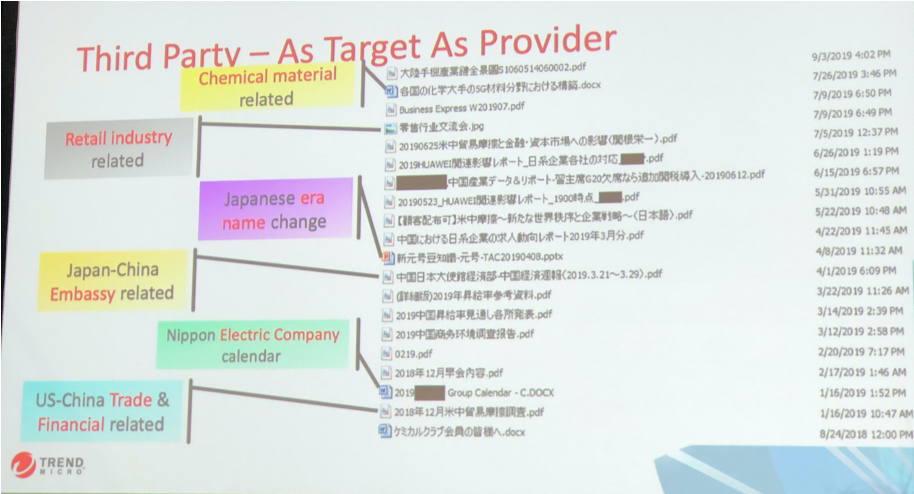 Third Party – As Target As Provider
Chemical material
related
Retail industry
related
Japanese era
name change
Japan-China
Embassy related
Nippon Electric Company
calendar
US-China Trade &
Financial related
大陸手機産業鏈全景圖S1060514060002.pdf 9/3/2019 4:02 PM
各国の化学大手の5G材料分野における構築.docx 7/26/2019 3:46 PM
Business Express W201907.pdf 7/9/2019 6:50 PM
零售行业交流会.jpg 7/9/2019 6:49 PM
20190625米中貿易摩擦と金融・資本市場への影響(関根栄一).pdf 7/5/2019 12:37 PM
2019HUAWEI関連影響レポート_日系企業各社の対応_ .pdf 6/26/2019 1:19 PM
中国産業データ&リポート-習主席G20欠席なら追加関税導入-20190612.pdf 6/15/2019 6:57 PM
20190523_HUAWEI関連影響レポート_1900時点_ .pdf 5/31/2019 10:55 AM
【顧客配布可】米中摩擦~新たな世界秩序と企業戦略~(日本語).pdf 5/22/2019 10:48 AM
中国における日系企業の求人動向レポート2019年3月分.pdf 4/22/2019 11:45 AM
新元号豆知識-元号-TAC20190408.pptx 4/8/2019 11:32 AM
中国日本大使館経済部-中国経済週報(2019.3.21~3.29).pdf 4/1/2019 6:09 PM
(詳細版)2019年昇給率参考資料.pdf 3/22/2019 11:26 AM
2019中国昇給率見通し各所発表.pdf 3/14/2019 2:39 PM
2019中国商务环境调查报告.pdf 3/12/2019 2:58 PM
0219.pdf 2/20/2019 7:17 PM
2018年12月早会内容.pdf 2/17/2019 1:46 AM
2019 Group Calendar - C.DOCX 1/16/2019 1:52 PM
2018年12月米中貿易摩擦調査.pdf 1/16/2019 10:47 AM
ケミカルクラブ会員の皆様へ.docx 8/24/2018 12:00 PM
TREND
MICRO